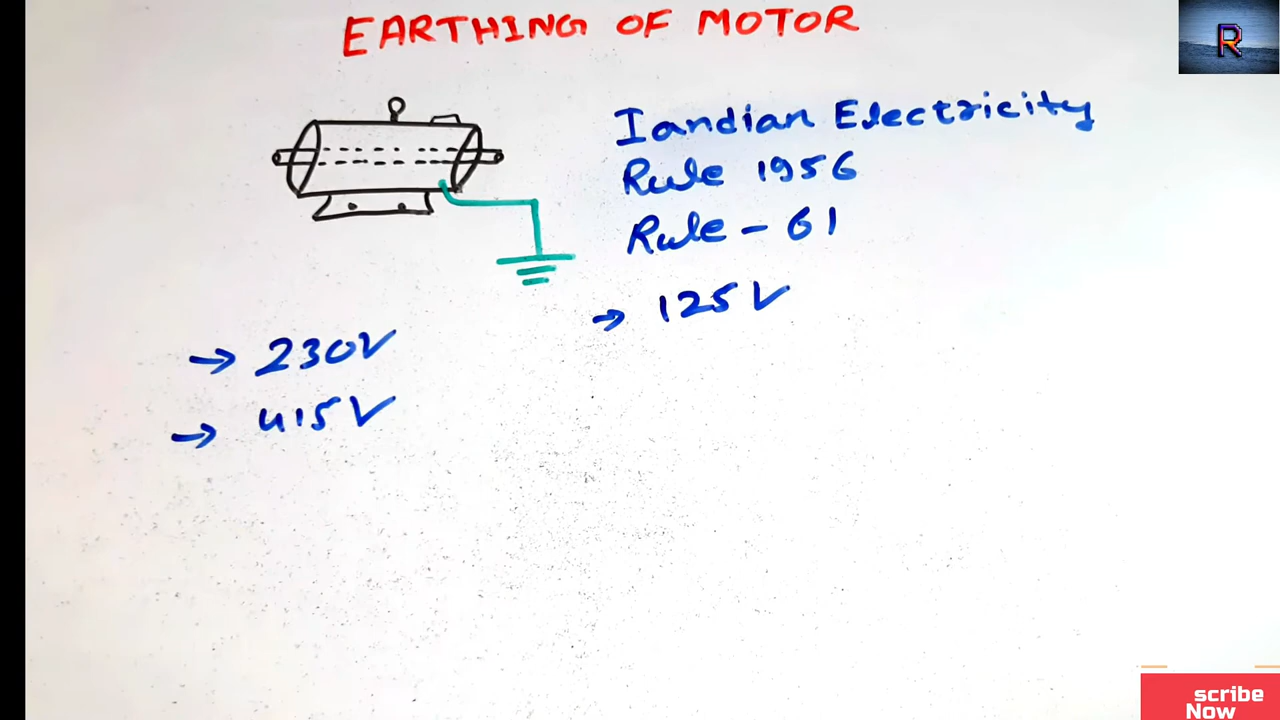 EARTHING OF MOTOR
R
Iandian Electricity
Rule 1956
Rule - 61
→ 125V
→ 230V
→ 415V
scribe
Now